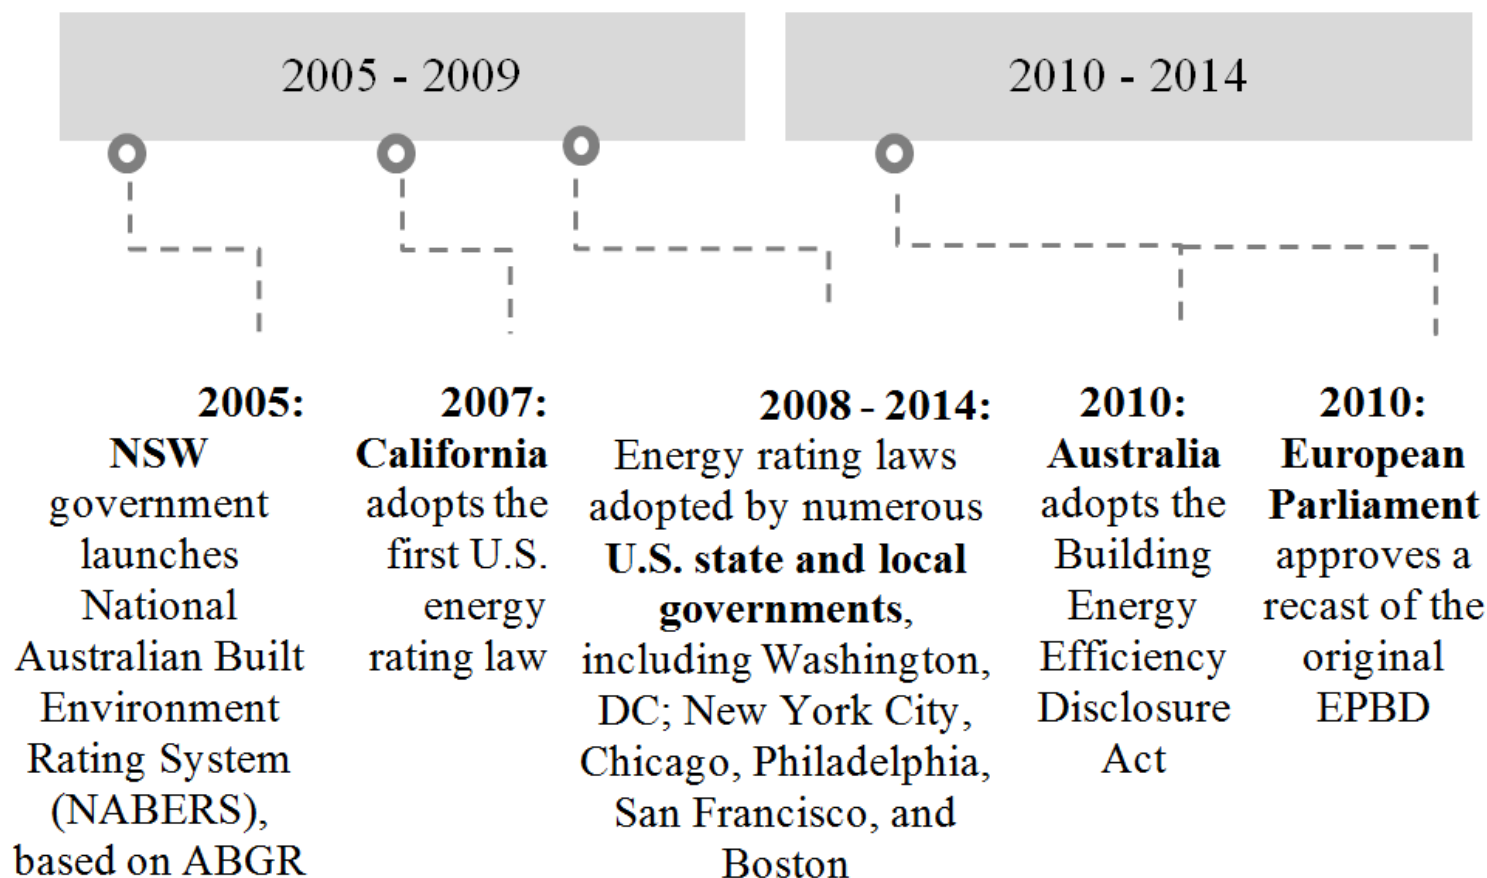 2005 - 2009
2010 - 2014
2005:
NSW
government
launches
National
Australian Built
Environment
Rating System
(NABERS),
based on ABGR
2007:
California
adopts the
first U.S.
energy
rating law
2008 - 2014:
Energy rating laws
adopted by numerous
U.S. state and local
governments,
including Washington,
DC; New York City,
Chicago, Philadelphia,
San Francisco, and
Boston
2010:
Australia
adopts the
Building
Energy
Efficiency
Disclosure
Act
2010:
European
Parliament
approves a
recast of the
original
EPBD